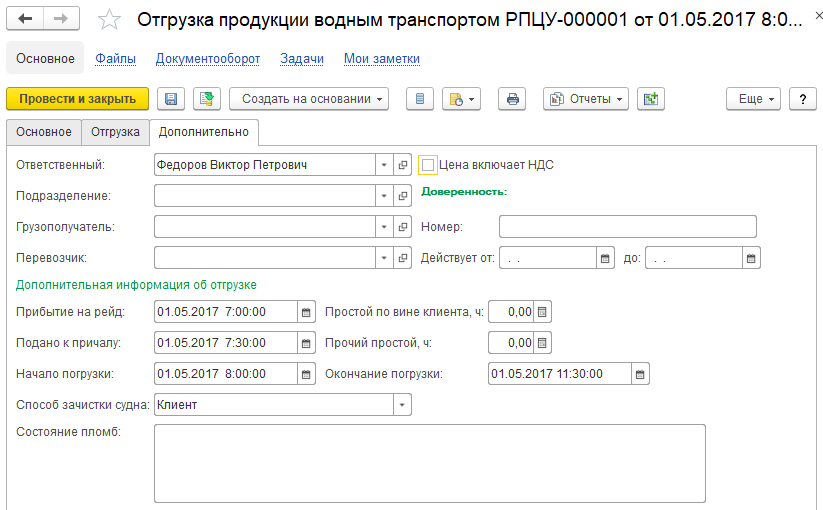 Отгрузка продукции водным транспортом РПЦУ-000001 от 01.05.2017 8:0...
Основное Файлы Документооборот Задачи Мои заметки
Провести и закрыть Создать на основании Отчеты Еще ?
Основное Отгрузка Дополнительно
Ответственный: Федоров Виктор Петрович Цена включает НДС
Подразделение: Доверенность:
Грузополучатель: Номер:
Перевозчик: Действует от: . . до: . .
Дополнительная информация об отгрузке
Прибытие на рейд: 01.05.2017 7:00:00 Простой по вине клиента, ч: 0,00
Подано к причалу: 01.05.2017 7:30:00 Прочий простой, ч: 0,00
Начало погрузки: 01.05.2017 8:00:00 Окончание погрузки: 01.05.2017 11:30:00
Способ зачистки судна: Клиент
Состояние пломб: